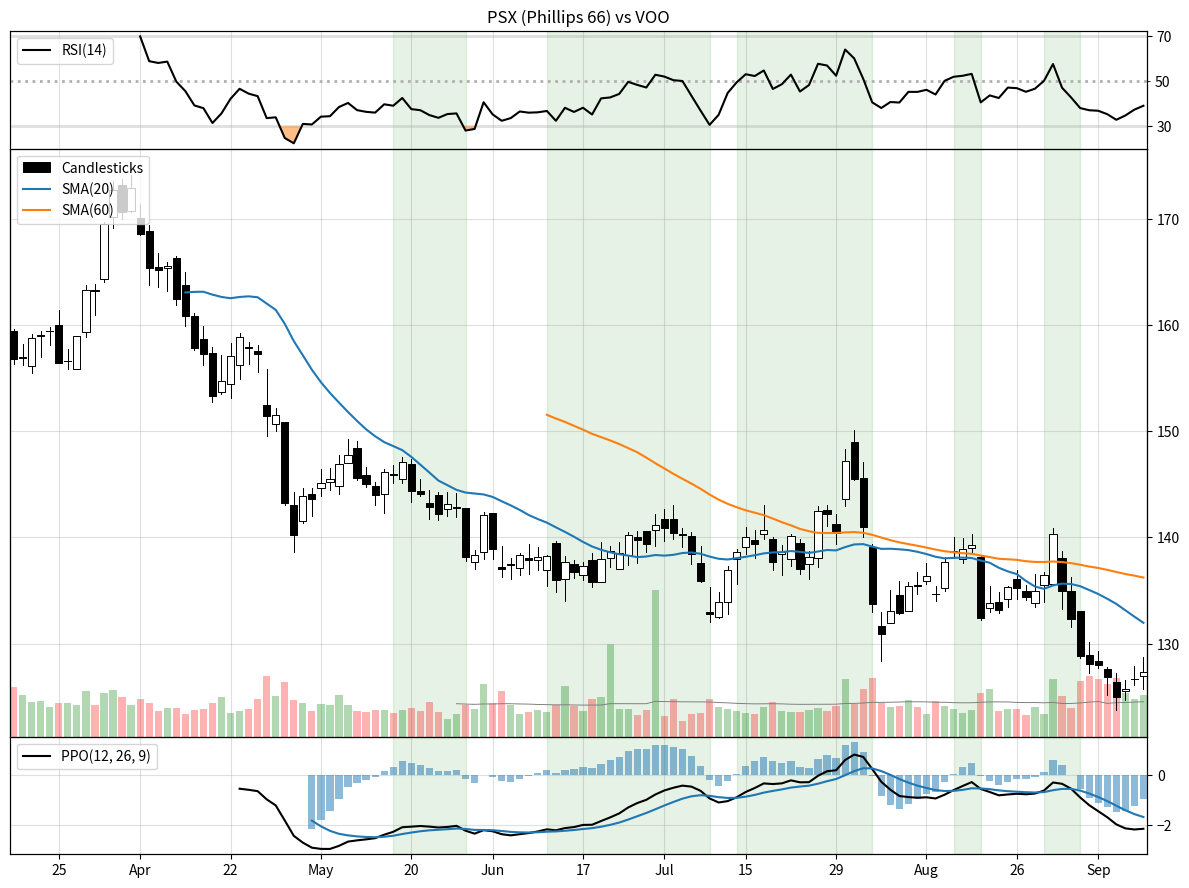 PSX (Phillips 66) vs VOO
RSI(14)
70
50
30
Candlesticks
SMA(20)
SMA(60)
170
160
150
140
130
PPO(12, 26, 9)
0
−2
25 Apr 22 May 20 Jun 17 Jul 15 29 Aug 26 Sep